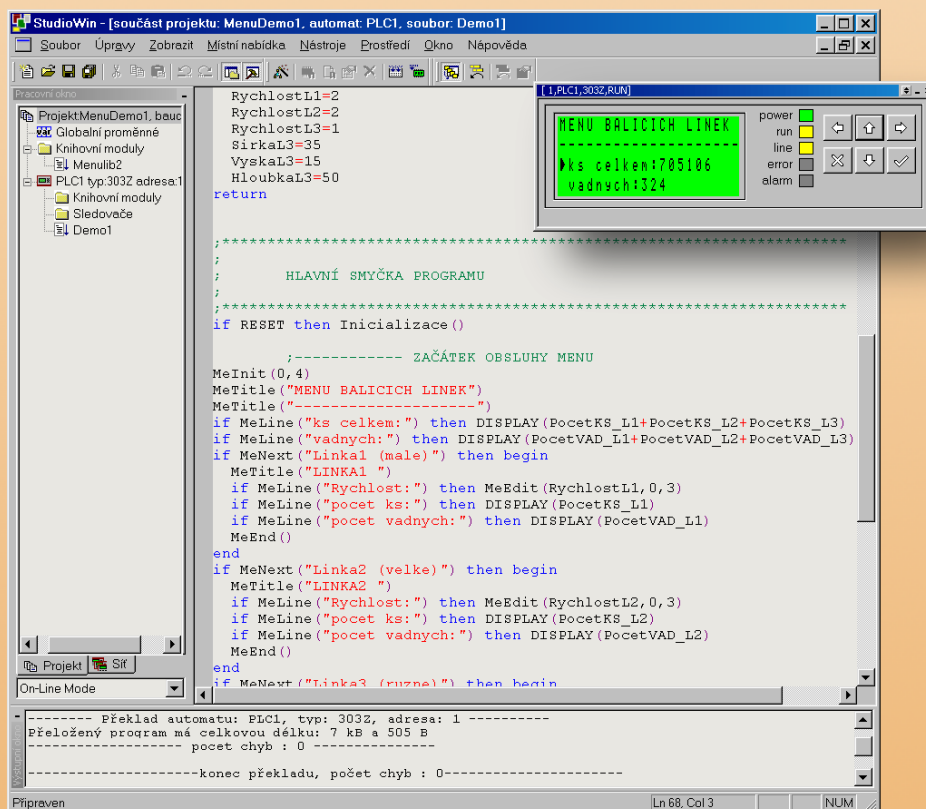 StudioWin - [součást projektu: MenuDemo1, automat: PLC1, soubor: Demo1]
Soubor Úpravy Zobrazit Místní nabídka Nástroje Prostředí Okno Nápověda
Pracovní okno
ProjektMenuDemo1, bauc
Globalní proměnné
Knihovní moduly
Menulib2
PLC1 typ:303Z adresa:1
Knihovní moduly
Sledovače
Demo1
Projekt Síť
On-Line Mode
RychlostL1=2
RychlostL2=2
RychlostL3=1
SirkaL3=35
VyskaL3=15
HloubkaL3=50
return
;*********************************************************************
;
; HLAVNÍ SMYČKA PROGRAMU
;
;*********************************************************************
if RESET then Inicializace()
;------------ ZAČÁTEK OBSLUHY MENU
MeInit(0,4)
MeTitle("MENU BALICICH LINEK")
MeTitle("--------------------")
if MeLine("ks celkem:") then DISPLAY(PocetKS_L1+PocetKS_L2+PocetKS_L3)
if MeLine("vadnych:") then DISPLAY(PocetVAD_L1+PocetVAD_L2+PocetVAD_L3)
if MeNext("Linka1 (male)") then begin
MeTitle("LINKA1 ")
if MeLine("Rychlost:") then MeEdit(RychlostL1,0,3)
if MeLine("pocet ks:") then DISPLAY(PocetKS_L1)
if MeLine("pocet vadnych:") then DISPLAY(PocetVAD_L1)
MeEnd()
end
if MeNext("Linka2 (velke)") then begin
MeTitle("LINKA2 ")
if MeLine("Rychlost:") then MeEdit(RychlostL2,0,3)
if MeLine("pocet ks:") then DISPLAY(PocetKS_L2)
if MeLine("pocet vadnych:") then DISPLAY(PocetVAD_L2)
MeEnd()
end
if MeNext("Linka3 (ruzne)") then begin
[ 1,PLC1,303Z,RUN]
MENU BALICICH LINEK
--------------------
ks celkem:705106
vadnych:324
power
run
line
error
alarm
Výstupní okno
-------- Překlad automatu: PLC1, typ: 303Z, adresa: 1 ----------
Přeložený program má celkovou délku: 7 kB a 505 B
------------------ pocet chyb : 0 ---------------
--------------------konec překladu, počet chyb : 0---------------------
Připraven
Ln 68, Col 3
NUM